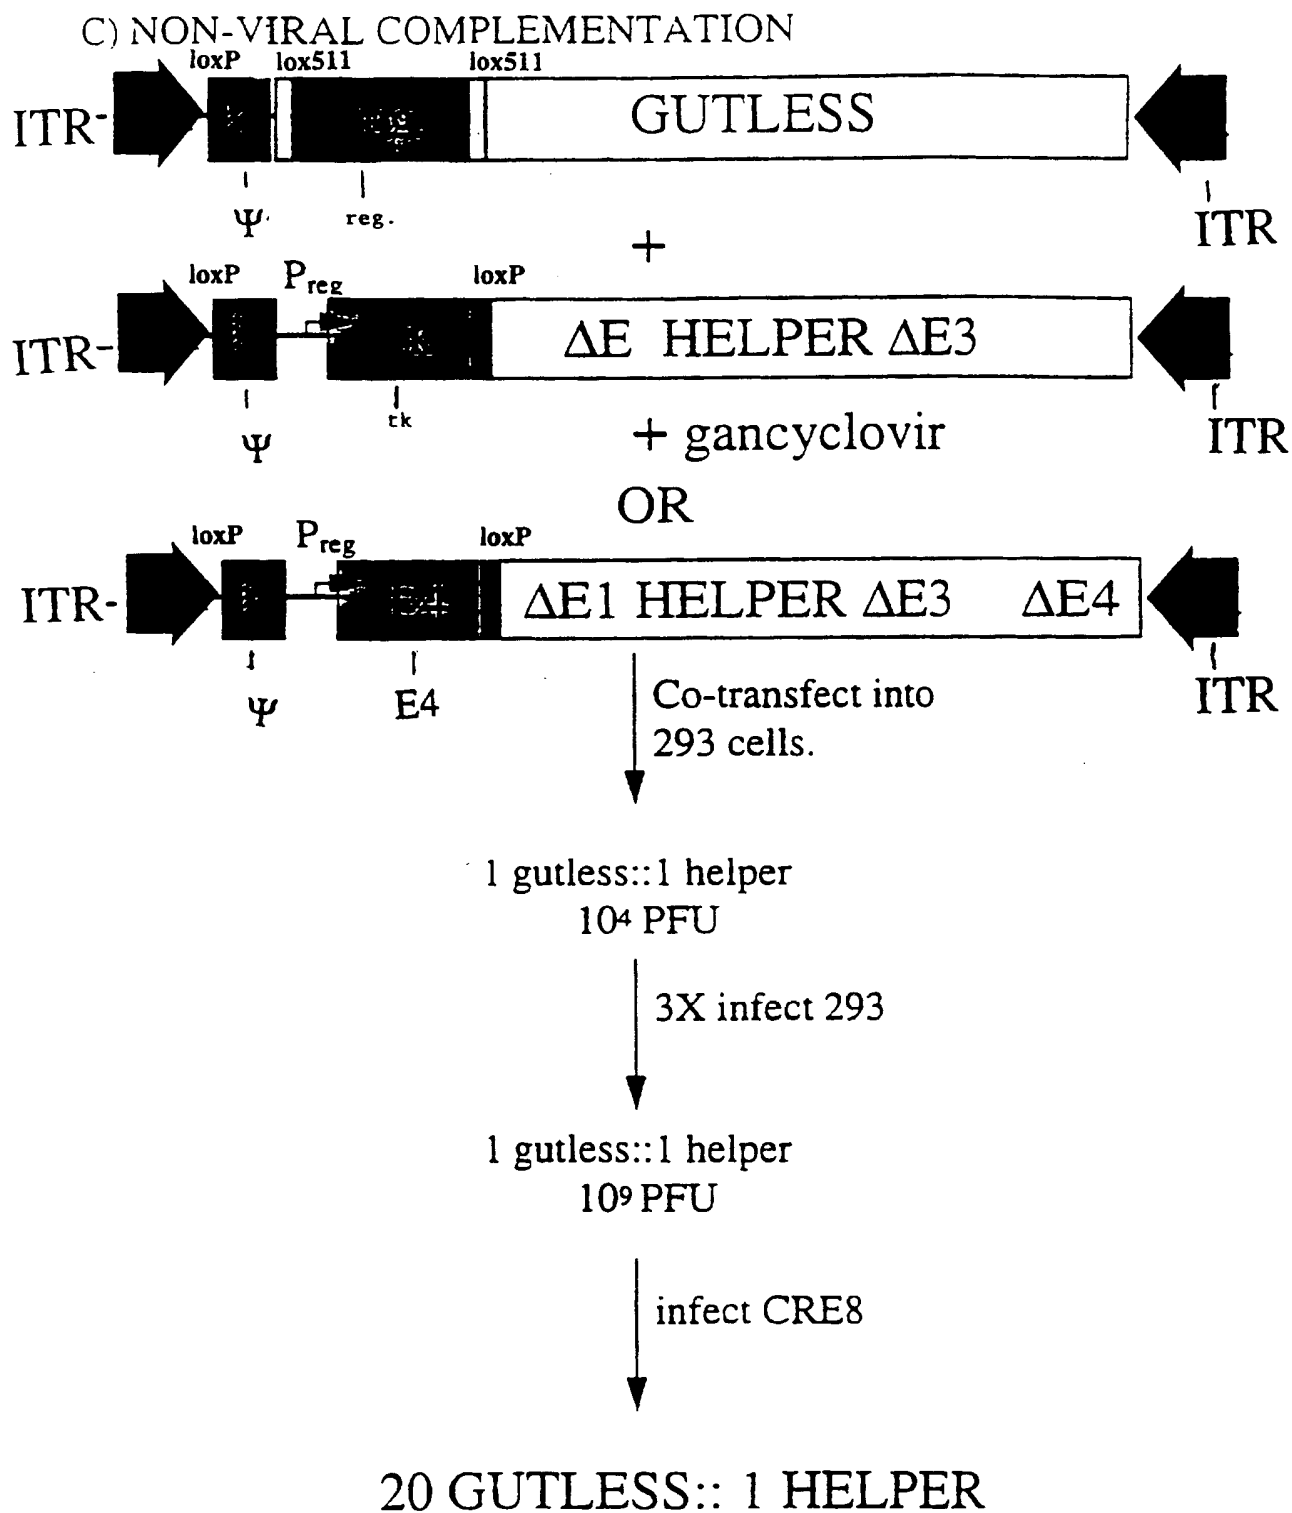 C) NON-VIRAL COMPLEMENTATION
loxP lox511 lox511
ITR- GUTLESS
Ψ reg. ITR
+
loxP Preg loxP
ITR- ΔE HELPER ΔE3
Ψ tk ITR
+ gancyclovir
OR
loxP Preg loxP
ITR- E4 ΔE1 HELPER ΔE3 ΔE4
Ψ E4 ITR
Co-transfect into
293 cells.
1 gutless::1 helper
10⁴ PFU
3X infect 293
1 gutless::1 helper
10⁹ PFU
infect CRE8
20 GUTLESS:: 1 HELPER